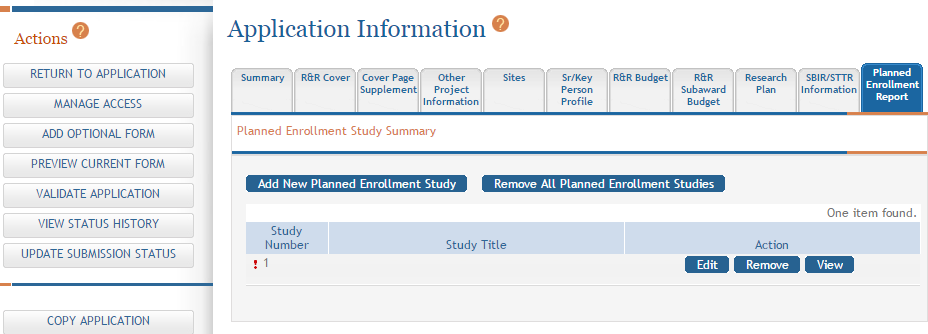 Actions ?
RETURN TO APPLICATION
MANAGE ACCESS
ADD OPTIONAL FORM
PREVIEW CURRENT FORM
VALIDATE APPLICATION
VIEW STATUS HISTORY
UPDATE SUBMISSION STATUS
COPY APPLICATION
Application Information ?
Summary
R&R Cover
Cover Page
Supplement
Other
Project
Information
Sites
Sr/Key
Person
Profile
R&R Budget
R&R
Subaward
Budget
Research
Plan
SBIR/STTR
Information
Planned
Enrollment
Report
Planned Enrollment Study Summary
Add New Planned Enrollment Study
Remove All Planned Enrollment Studies
One item found.
Study
Number
Study Title
Action
! 1
Edit
Remove
View